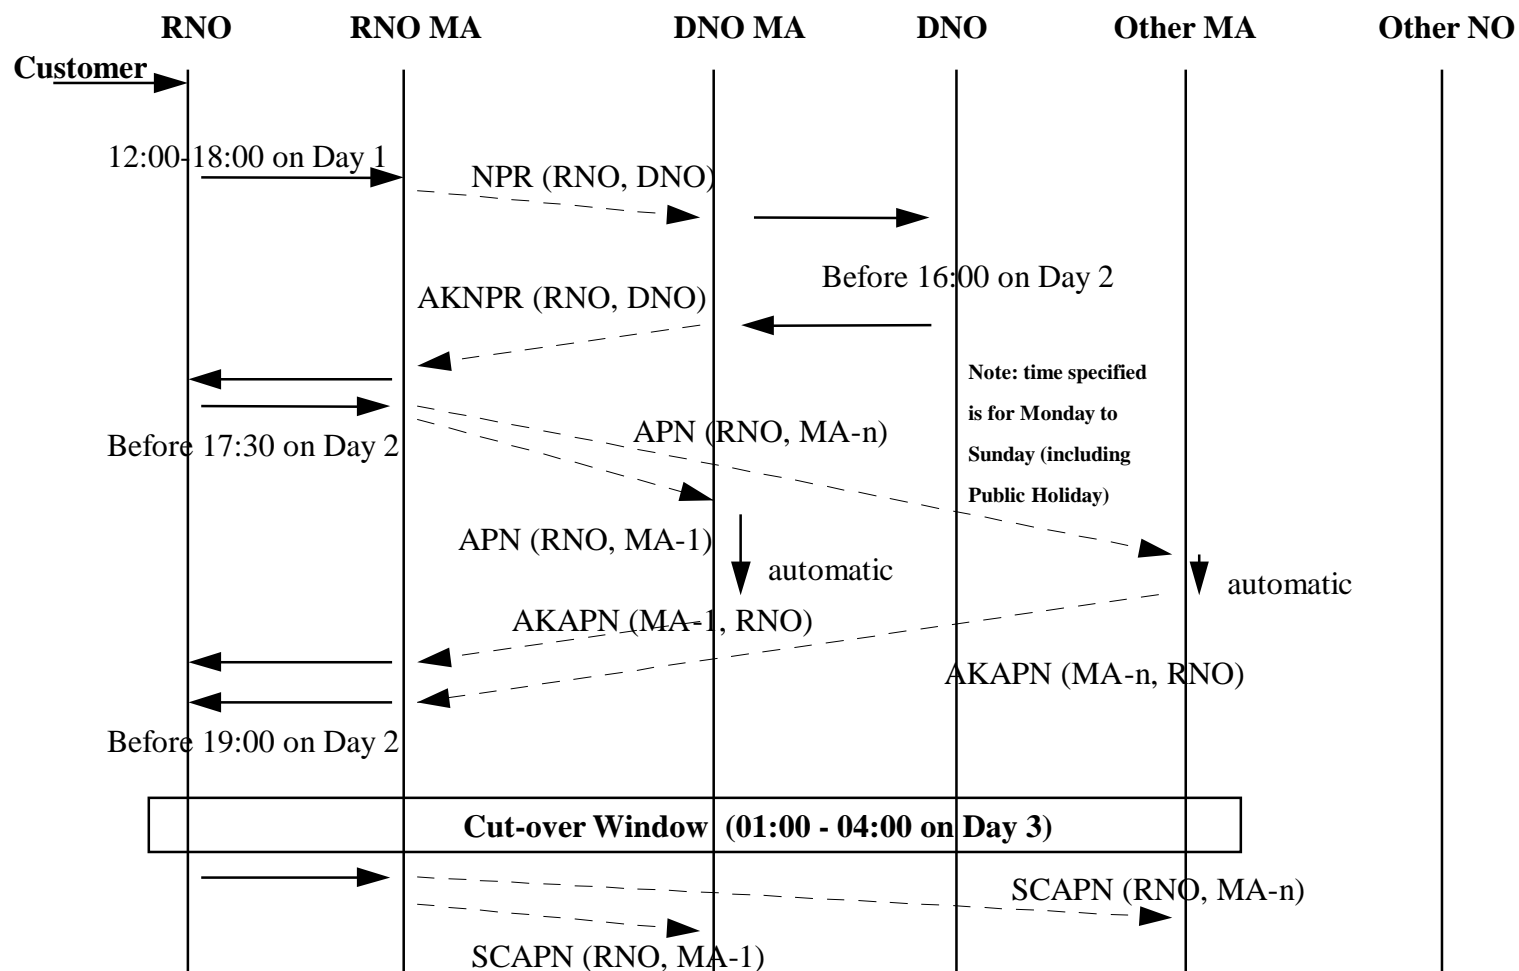 RNO RNO MA DNO MA DNO Other MA Other NO
Customer
12:00-18:00 on Day 1
NPR (RNO, DNO)
Before 16:00 on Day 2
AKNPR (RNO, DNO)
Note: time specified
is for Monday to
Sunday (including
Public Holiday)
APN (RNO, MA-n)
Before 17:30 on Day 2
APN (RNO, MA-1)
automatic
automatic
AKAPN (MA-1, RNO)
AKAPN (MA-n, RNO)
Before 19:00 on Day 2
Cut-over Window (01:00 - 04:00 on Day 3)
SCAPN (RNO, MA-n)
SCAPN (RNO, MA-1)